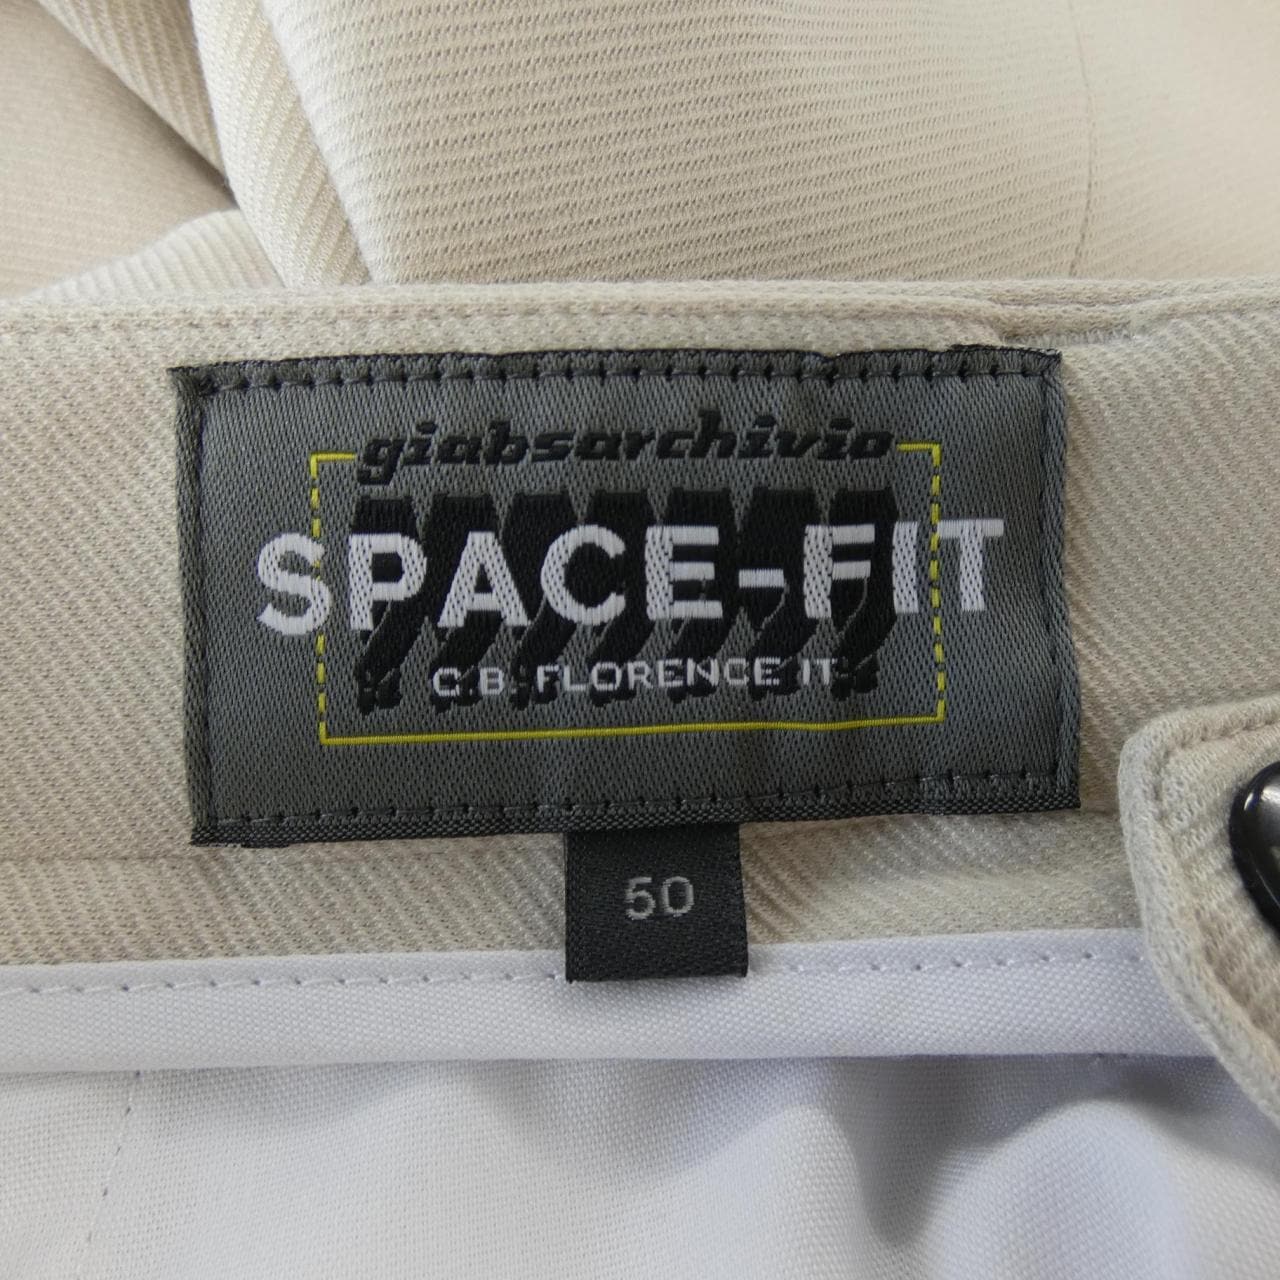 giabsarchivio
SPACE-FIT
C.B. FLORENCE IT.
50